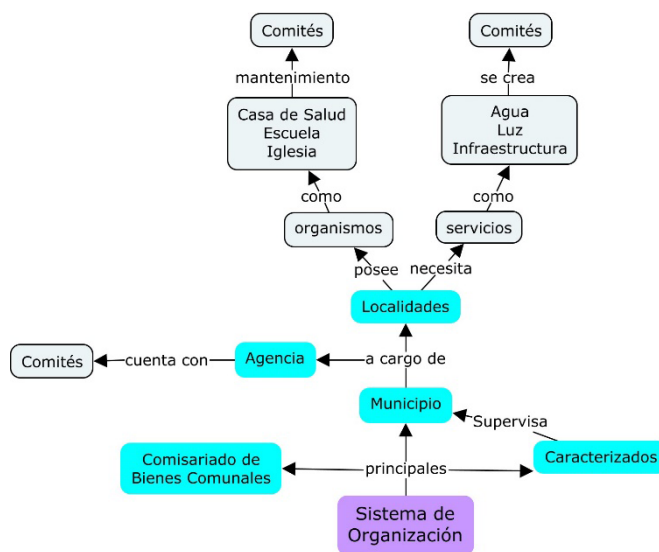 Comités
Comités
mantenimiento
se crea
Casa de Salud
Escuela
Iglesia
Agua
Luz
Infraestructura
como
como
organismos
servicios
posee
necesita
Localidades
Comités
cuenta con
Agencia
a cargo de
Municipio
Supervisa
Comisariado de
Bienes Comunales
principales
Caracterizados
Sistema de
Organización